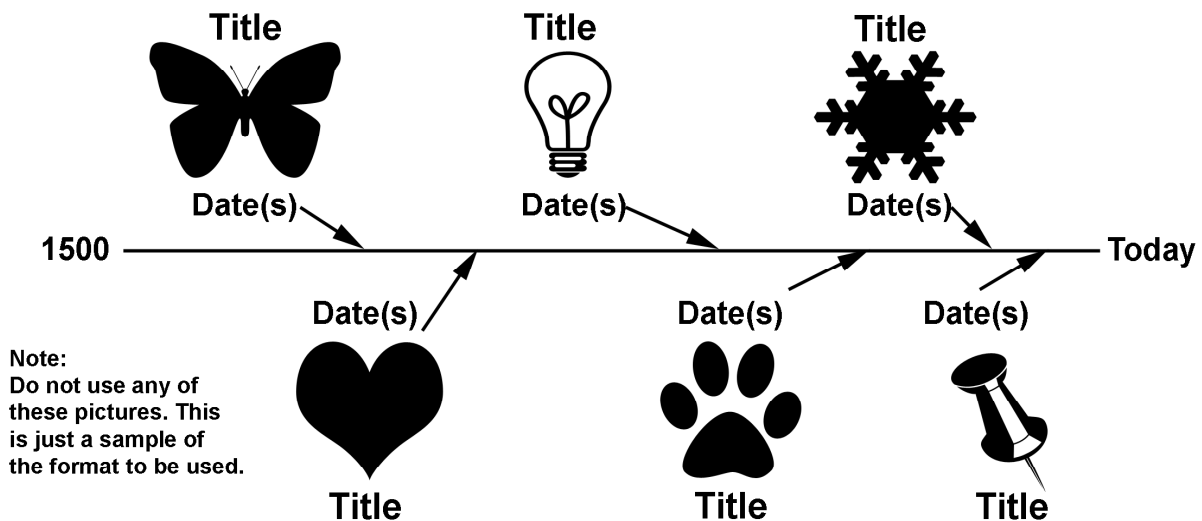 Title
Title
Title
Date(s)
Date(s)
Date(s)
1500
Today
Date(s)
Date(s)
Date(s)
Note:
Do not use any of
these pictures. This
is just a sample of
the format to be used.
Title
Title
Title